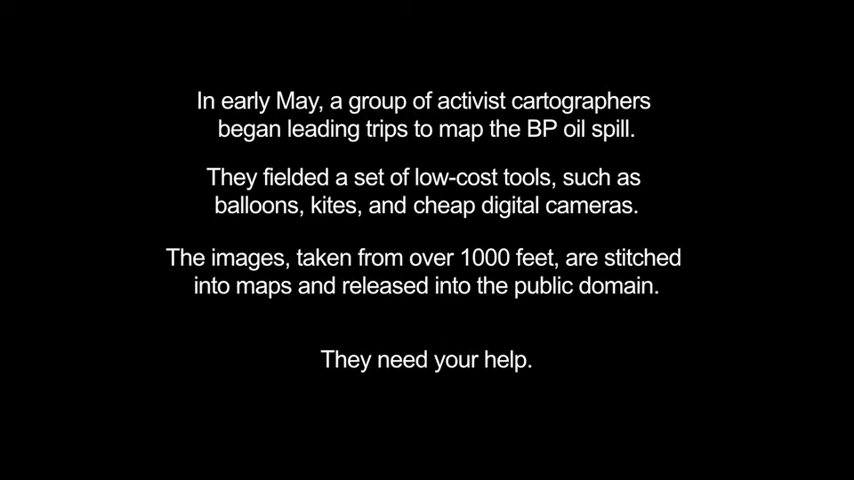 In early May, a group of activist cartographers
began leading trips to map the BP oil spill.
They fielded a set of low-cost tools, such as
balloons, kites, and cheap digital cameras.
The images, taken from over 1000 feet, are stitched
into maps and released into the public domain.
They need your help.